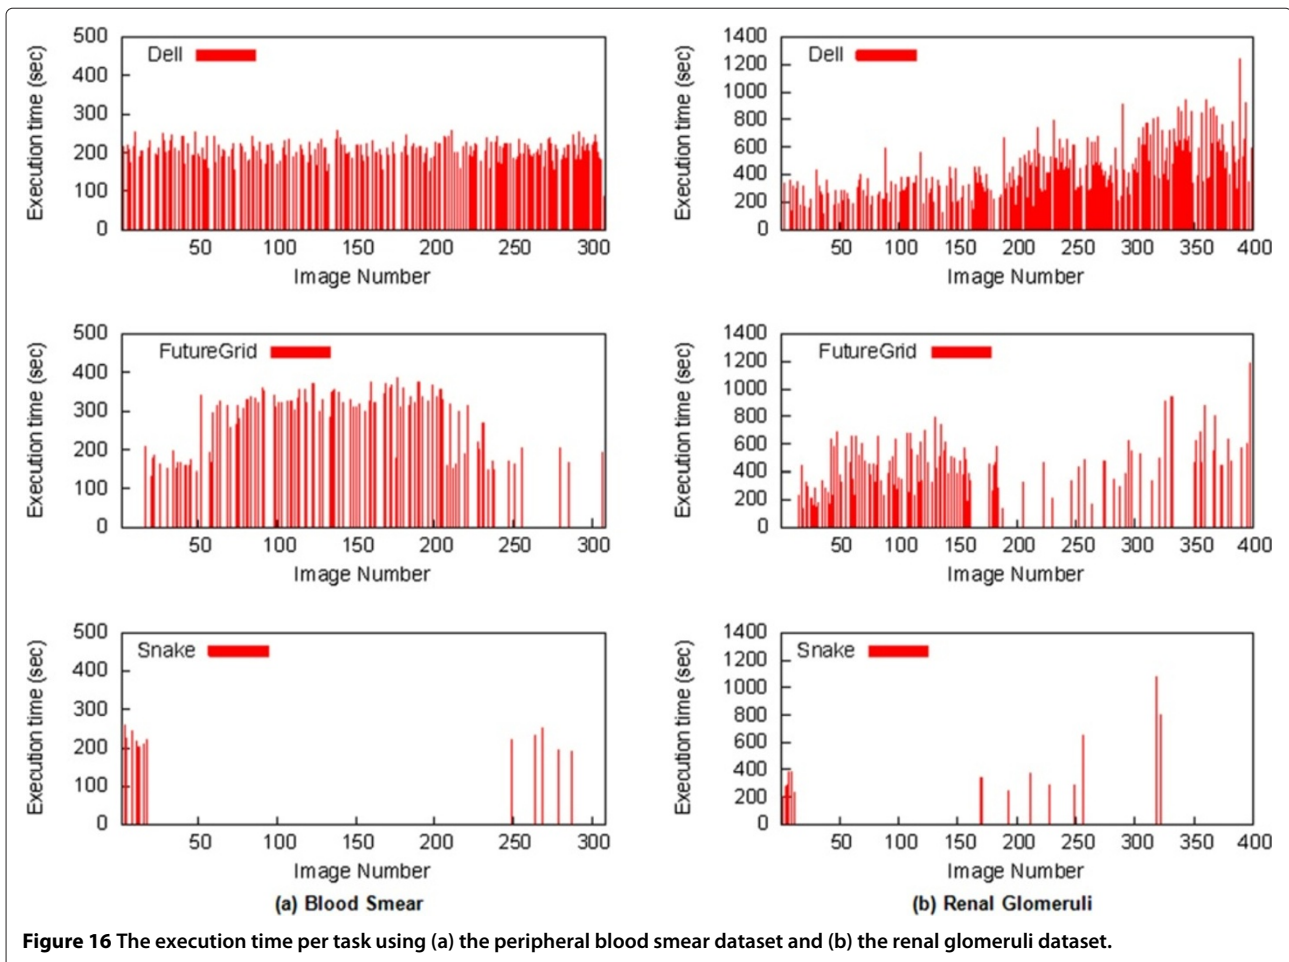 500
400
300
200
100
0
Execution time (sec)
Dell
50 100 150 200 250 300
Image Number
1400
1200
1000
800
600
400
200
0
Execution time (sec)
Dell
50 100 150 200 250 300 350 400
Image Number
500
400
300
200
100
0
Execution time (sec)
FutureGrid
50 100 150 200 250 300
Image Number
1400
1200
1000
800
600
400
200
0
Execution time (sec)
FutureGrid
50 100 150 200 250 300 350 400
Image Number
500
400
300
200
100
0
Execution time (sec)
Snake
50 100 150 200 250 300
Image Number
(a) Blood Smear
1400
1200
1000
800
600
400
200
0
Execution time (sec)
Snake
50 100 150 200 250 300 350 400
Image Number
(b) Renal Glomeruli
Figure 16 The execution time per task using (a) the peripheral blood smear dataset and (b) the renal glomeruli dataset.